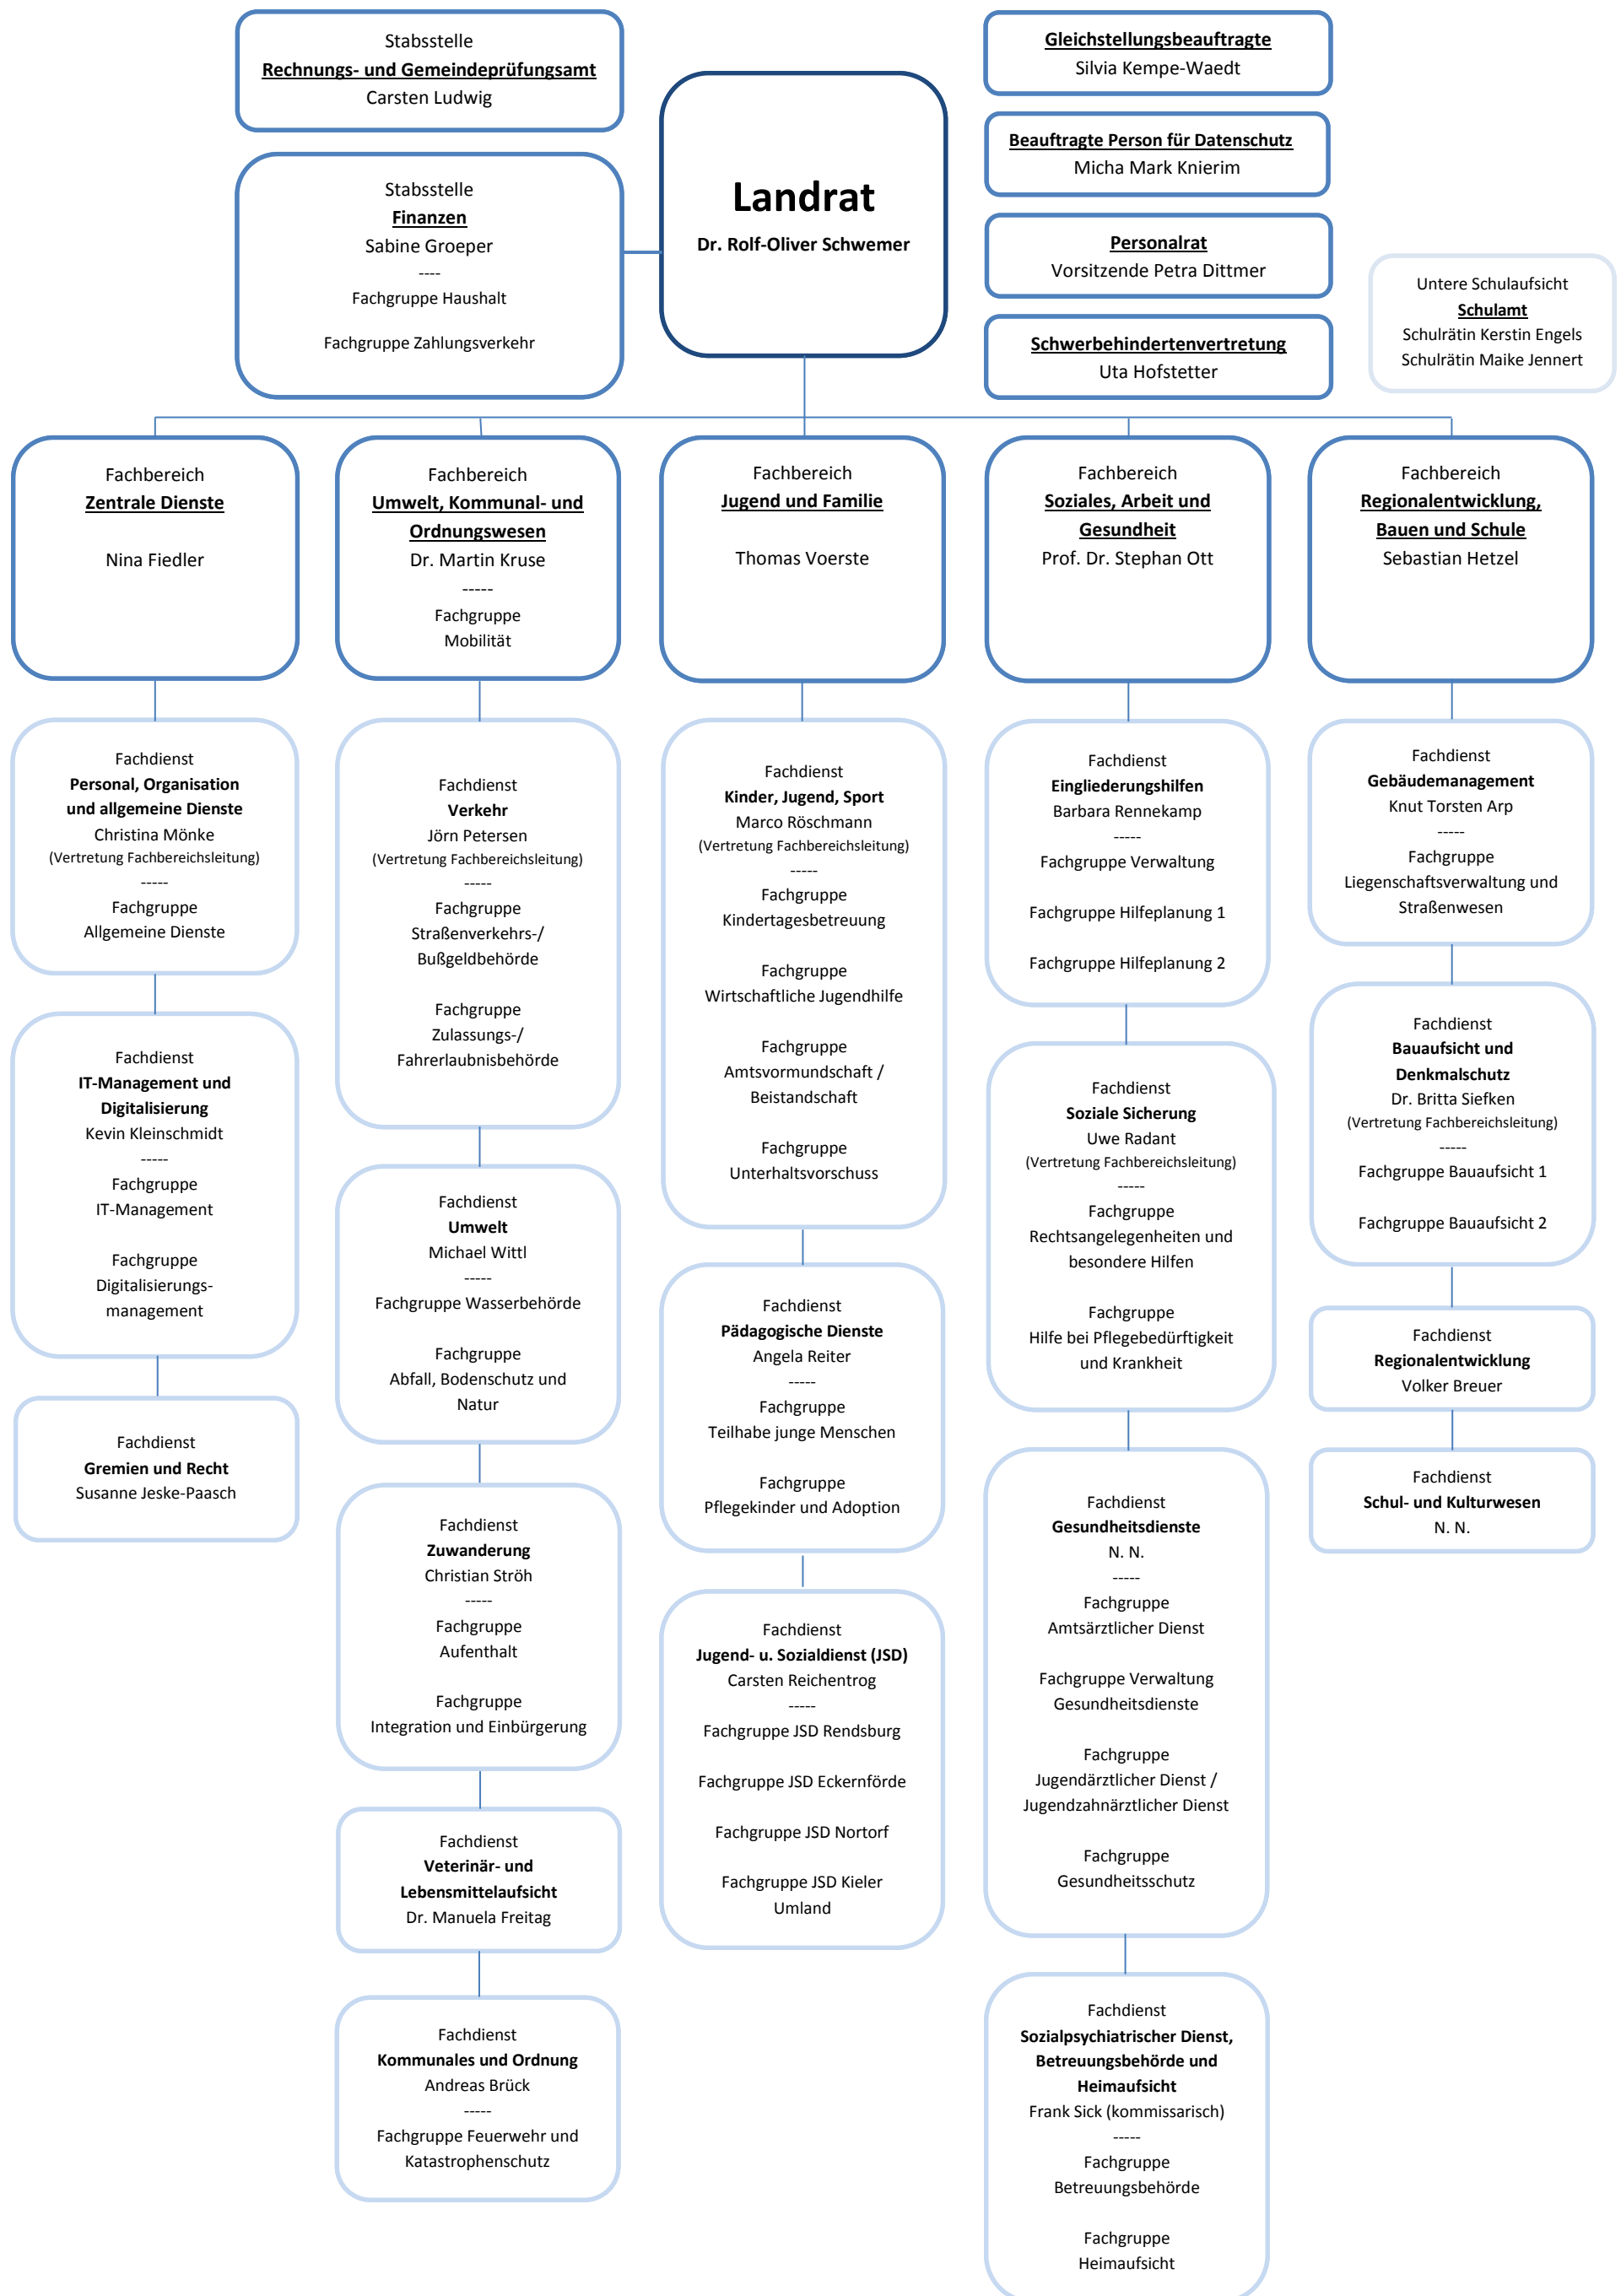 Stabsstelle
Rechnungs- und Gemeindeprüfungsamt
Carsten Ludwig
Stabsstelle
Finanzen
Sabine Groeper
----
Fachgruppe Haushalt
Fachgruppe Zahlungsverkehr
Landrat
Dr. Rolf-Oliver Schwemer
Gleichstellungsbeauftragte
Silvia Kempe-Waedt
Beauftragte Person für Datenschutz
Micha Mark Knierim
Personalrat
Vorsitzende Petra Dittmer
Schwerbehindertenvertretung
Uta Hofstetter
Untere Schulaufsicht
Schulamt
Schulrätin Kerstin Engels
Schulrätin Maike Jennert
Fachbereich
Zentrale Dienste
Nina Fiedler
Fachdienst
Personal, Organisation
und allgemeine Dienste
Christina Mönke
(Vertretung Fachbereichsleitung)
-----
Fachgruppe
Allgemeine Dienste
Fachdienst
IT-Management und
Digitalisierung
Kevin Kleinschmidt
-----
Fachgruppe
IT-Management
Fachgruppe
Digitalisierungs-
management
Fachdienst
Gremien und Recht
Susanne Jeske-Paasch
Fachbereich
Umwelt, Kommunal- und
Ordnungswesen
Dr. Martin Kruse
-----
Fachgruppe
Mobilität
Fachdienst
Verkehr
Jörn Petersen
(Vertretung Fachbereichsleitung)
-----
Fachgruppe
Straßenverkehrs-/
Bußgeldbehörde
Fachgruppe
Zulassungs-/
Fahrerlaubnisbehörde
Fachdienst
Umwelt
Michael Wittl
-----
Fachgruppe Wasserbehörde
Fachgruppe
Abfall, Bodenschutz und
Natur
Fachdienst
Zuwanderung
Christian Ströh
-----
Fachgruppe
Aufenthalt
Fachgruppe
Integration und Einbürgerung
Fachdienst
Veterinär- und
Lebensmittelaufsicht
Dr. Manuela Freitag
Fachdienst
Kommunales und Ordnung
Andreas Brück
-----
Fachgruppe Feuerwehr und
Katastrophenschutz
Fachbereich
Jugend und Familie
Thomas Voerste
Fachdienst
Kinder, Jugend, Sport
Marco Röschmann
(Vertretung Fachbereichsleitung)
-----
Fachgruppe
Kindertagesbetreuung
Fachgruppe
Wirtschaftliche Jugendhilfe
Fachgruppe
Amtsvormundschaft /
Beistandschaft
Fachgruppe
Unterhaltsvorschuss
Fachdienst
Pädagogische Dienste
Angela Reiter
-----
Fachgruppe
Teilhabe junge Menschen
Fachgruppe
Pflegekinder und Adoption
Fachdienst
Jugend- u. Sozialdienst (JSD)
Carsten Reichentrog
-----
Fachgruppe JSD Rendsburg
Fachgruppe JSD Eckernförde
Fachgruppe JSD Nortorf
Fachgruppe JSD Kieler
Umland
Fachbereich
Soziales, Arbeit und
Gesundheit
Prof. Dr. Stephan Ott
Fachdienst
Eingliederungshilfen
Barbara Rennekamp
-----
Fachgruppe Verwaltung
Fachgruppe Hilfeplanung 1
Fachgruppe Hilfeplanung 2
Fachdienst
Soziale Sicherung
Uwe Radant
(Vertretung Fachbereichsleitung)
-----
Fachgruppe
Rechtsangelegenheiten und
besondere Hilfen
Fachgruppe
Hilfe bei Pflegebedürftigkeit
und Krankheit
Fachdienst
Gesundheitsdienste
N. N.
-----
Fachgruppe
Amtsärztlicher Dienst
Fachgruppe Verwaltung
Gesundheitsdienste
Fachgruppe
Jugendärztlicher Dienst /
Jugendzahnärztlicher Dienst
Fachgruppe
Gesundheitsschutz
Fachdienst
Sozialpsychiatrischer Dienst,
Betreuungsbehörde und
Heimaufsicht
Frank Sick (kommissarisch)
-----
Fachgruppe
Betreuungsbehörde
Fachgruppe
Heimaufsicht
Fachbereich
Regionalentwicklung,
Bauen und Schule
Sebastian Hetzel
Fachdienst
Gebäudemanagement
Knut Torsten Arp
-----
Fachgruppe
Liegenschaftsverwaltung und
Straßenwesen
Fachdienst
Bauaufsicht und
Denkmalschutz
Dr. Britta Siefken
(Vertretung Fachbereichsleitung)
-----
Fachgruppe Bauaufsicht 1
Fachgruppe Bauaufsicht 2
Fachdienst
Regionalentwicklung
Volker Breuer
Fachdienst
Schul- und Kulturwesen
N. N.